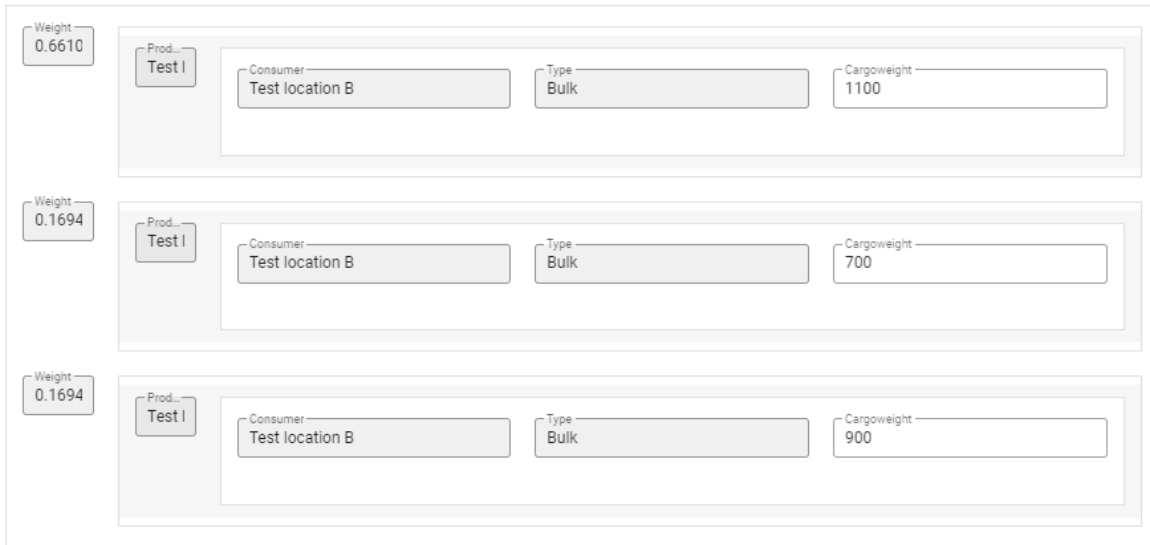 Weight
0.6610
Prod...
Test l
Consumer
Test location B
Type
Bulk
Cargoweight
1100
Weight
0.1694
Prod...
Test l
Consumer
Test location B
Type
Bulk
Cargoweight
700
Weight
0.1694
Prod...
Test l
Consumer
Test location B
Type
Bulk
Cargoweight
900